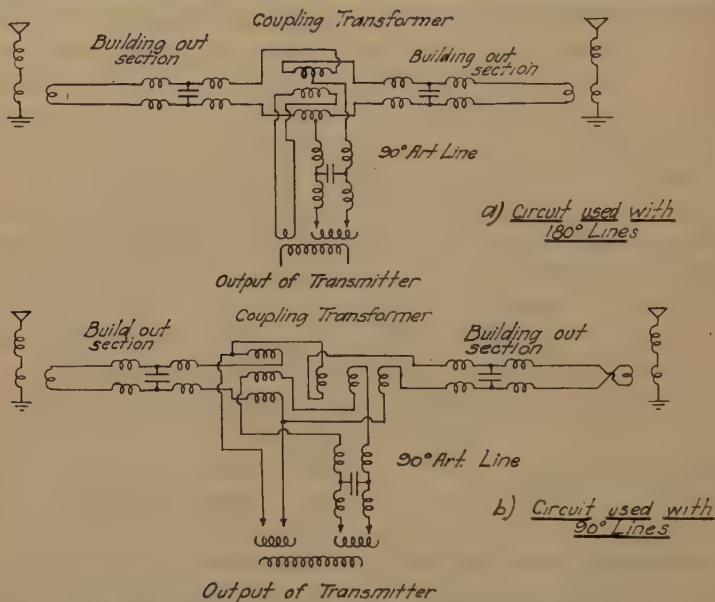 Coupling Transformer
Building out
section
Building out
section
90° Art Line
a) Circuit used with
180° Lines
Output of Transmitter
Coupling Transformer
Build out
section
Building out
section
90° Art. Line
b) Circuit used with
90° Lines
Output of Transmitter